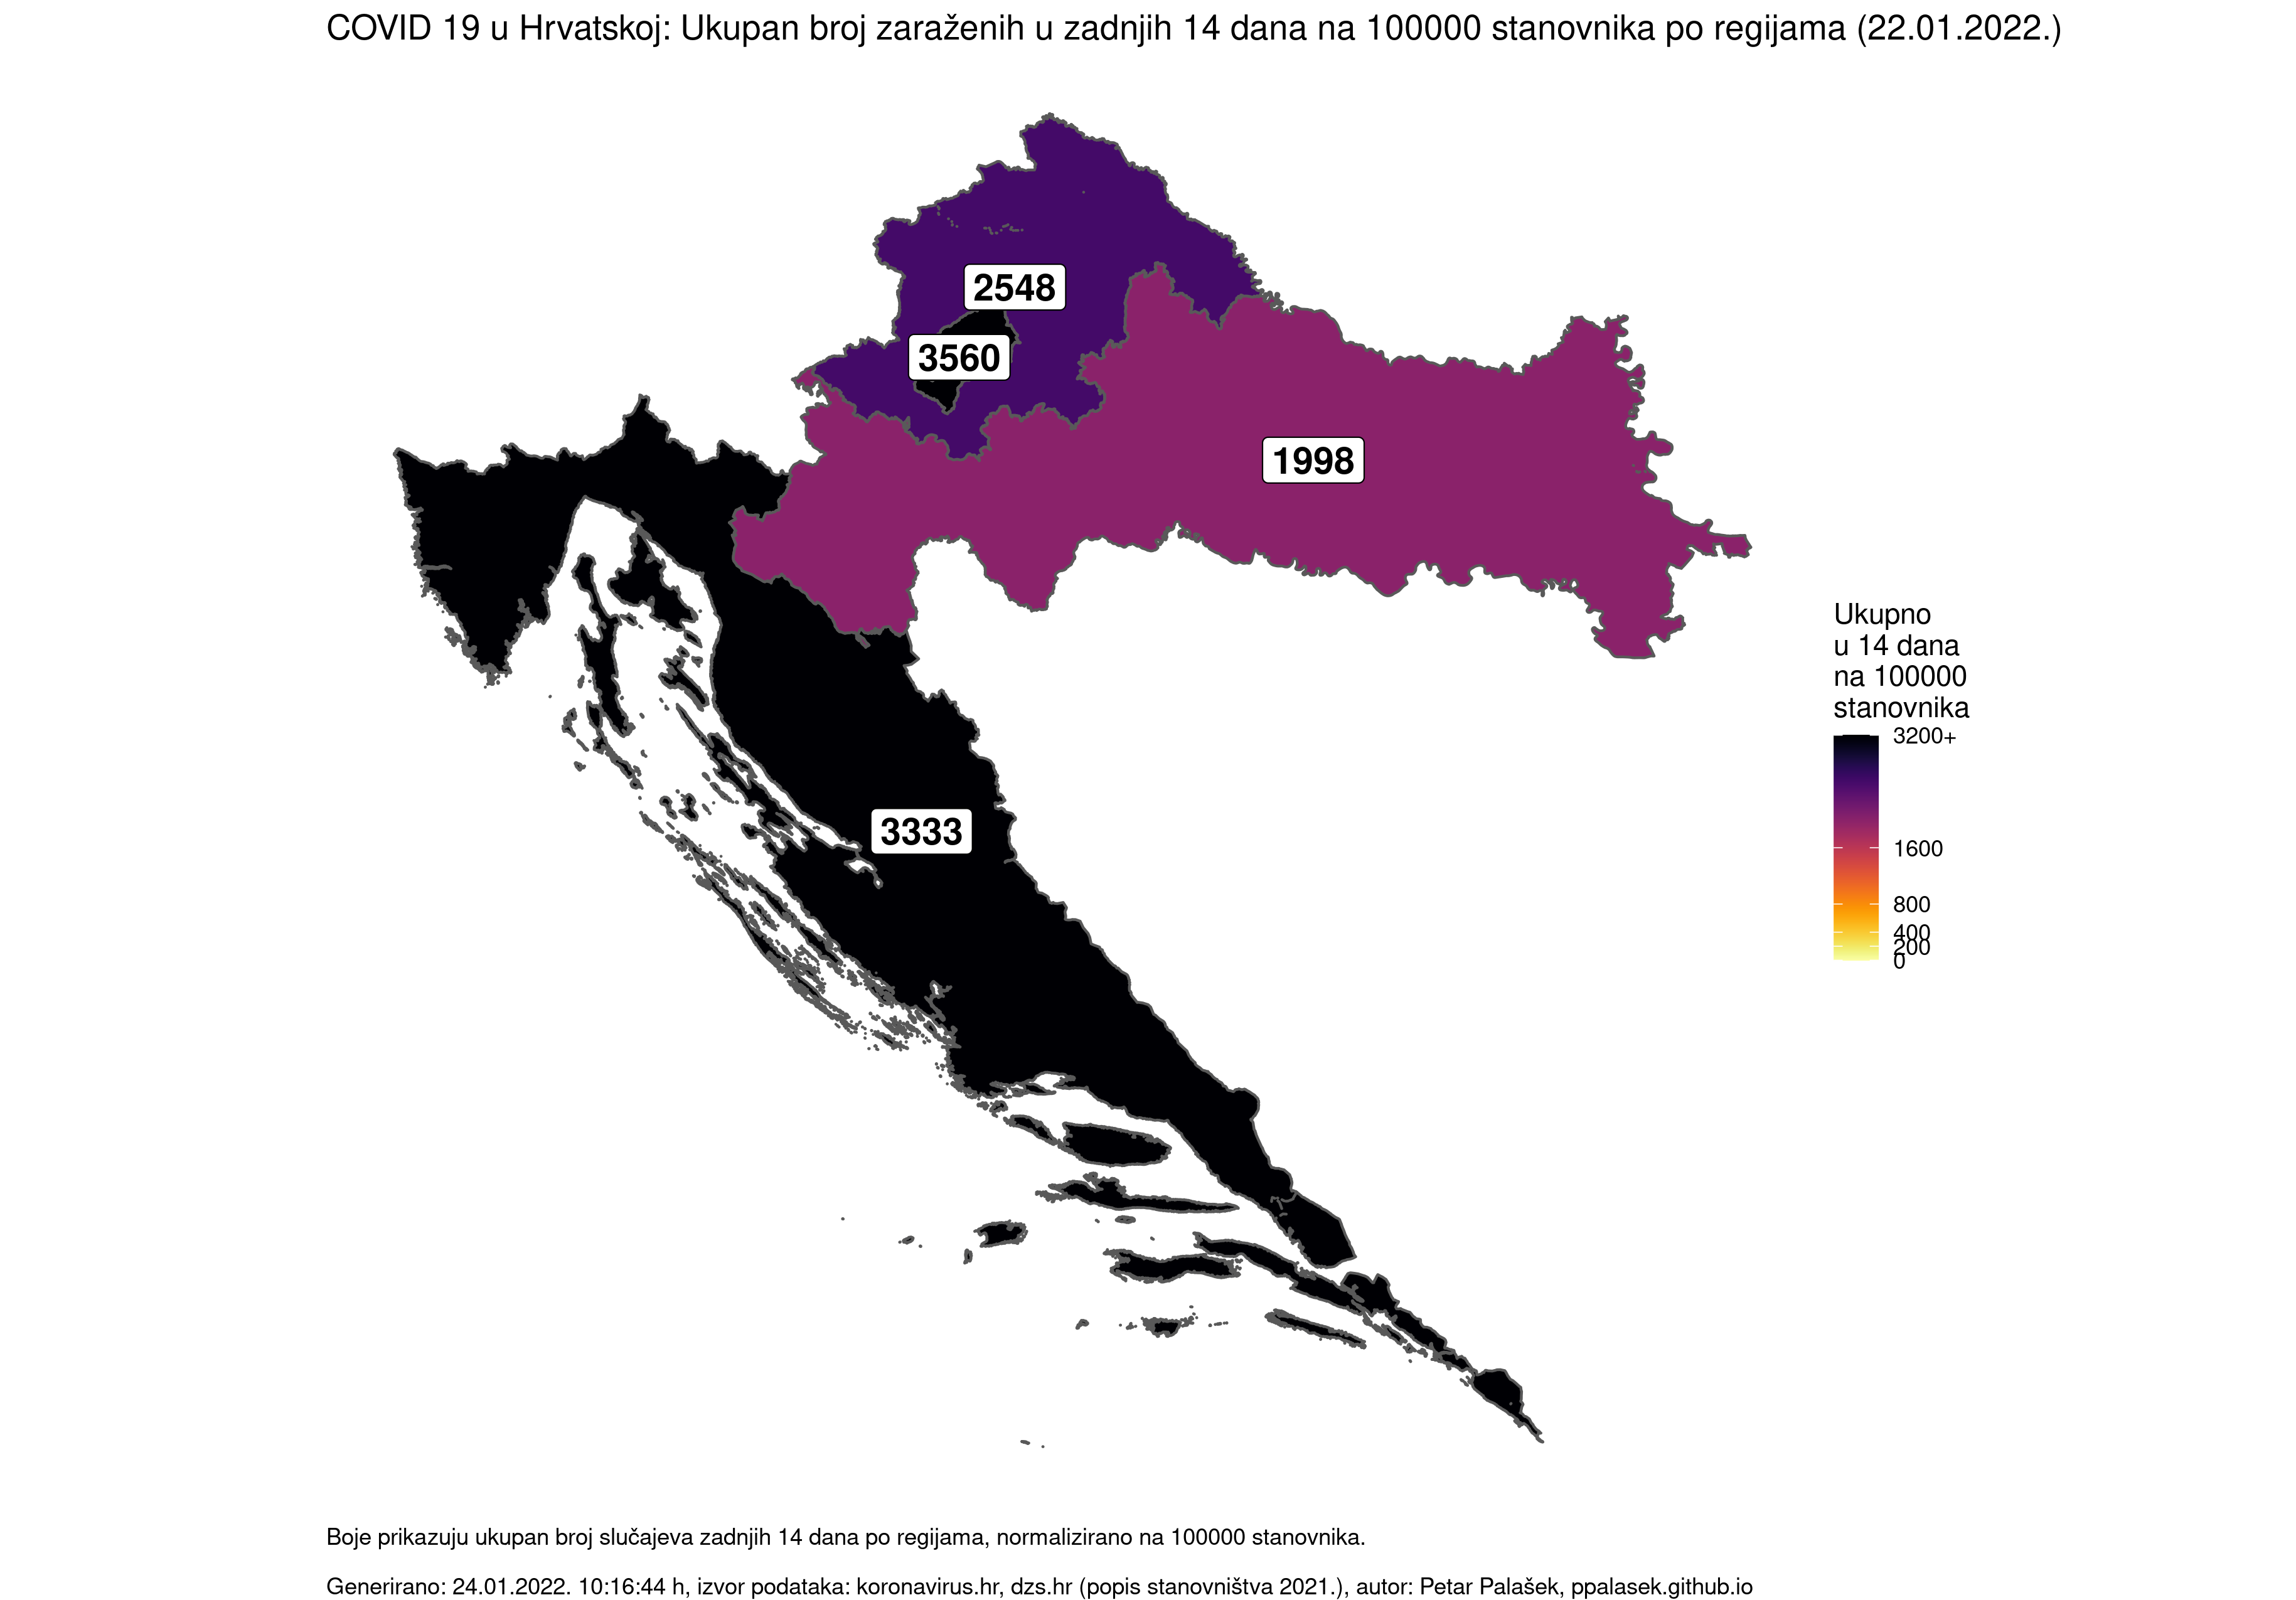 COVID 19 u Hrvatskoj: Ukupan broj zaraženih u zadnjih 14 dana na 100000 stanovnika po regijama (22.01.2022.)
2548
3560
1998
3333
Ukupno
u 14 dana
na 100000
stanovnika
3200+
1600
800
400
200
0
Boje prikazuju ukupan broj slučajeva zadnjih 14 dana po regijama, normalizirano na 100000 stanovnika.
Generirano: 24.01.2022. 10:16:44 h, izvor podataka: koronavirus.hr, dzs.hr (popis stanovništva 2021.), autor: Petar Palašek, ppalasek.github.io